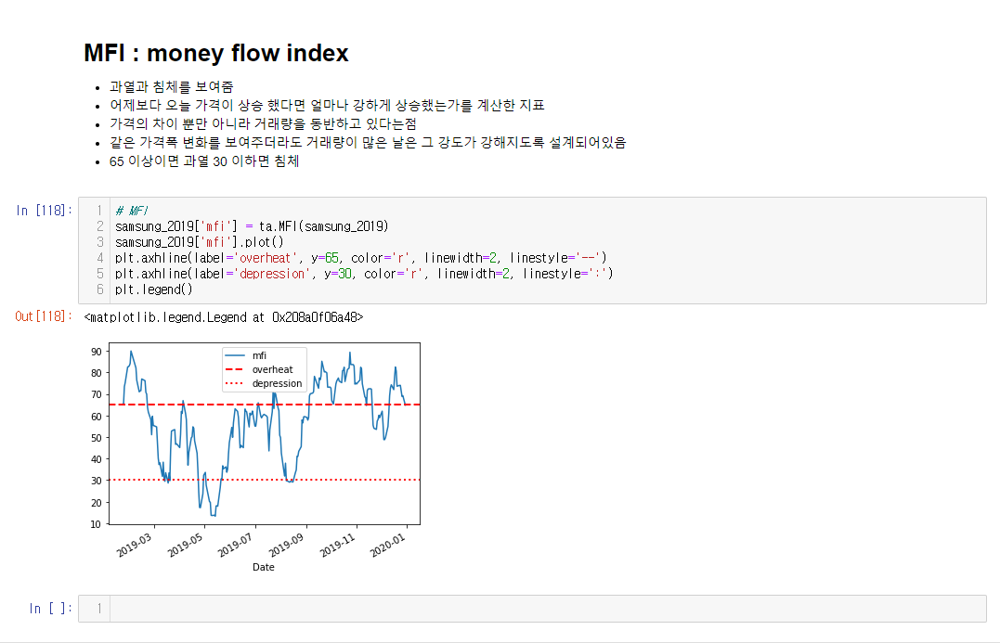 MFI : money flow index
• 과열과 침체를 보여줌
• 어제보다 오늘 가격이 상승 했다면 얼마나 강하게 상승했는가를 계산한 지표
• 가격의 차이 뿐만 아니라 거래량을 동반하고 있다는점
• 같은 가격폭 변화를 보여주더라도 거래량이 많은 날은 그 강도가 강해지도록 설계되어있음
• 65 이상이면 과열 30 이하면 침체
In [118]:
1 # MFI
2 samsung_2019['mfi'] = ta.MFI(samsung_2019)
3 samsung_2019['mfi'].plot()
4 plt.axhline(label='overheat', y=65, color='r', linewidth=2, linestyle='--')
5 plt.axhline(label='depression', y=30, color='r', linewidth=2, linestyle=':')
6 plt.legend()
Out[118]: <matplotlib.legend.Legend at 0x208a0f06a48>
mfi
overheat
depression
90
80
70
60
50
40
30
20
10
2019-03 2019-05 2019-07 2019-09 2019-11 2020-01
Date
In [ ]: 1